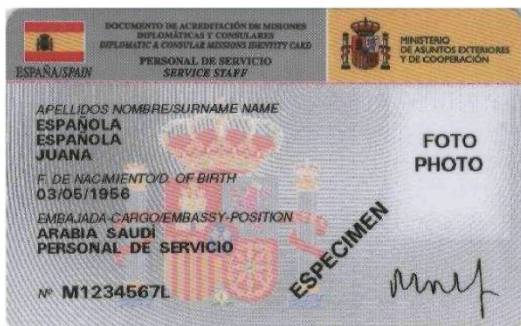 DOCUMENTO DE ACREDITACIÓN DE MISIONES
DIPLOMÁTICAS Y CONSULARES
DIPLOMATIC & CONSULAR MISSIONS IDENTITY CARD
PERSONAL DE SERVICIO
SERVICE STAFF
ESPAÑA/SPAIN
MINISTERIO
DE ASUNTOS EXTERIORES
Y DE COOPERACIÓN
APELLIDOS NOMBRE/SURNAME NAME
ESPAÑOLA
ESPAÑOLA
JUANA
F. DE NACIMIENTO/D. OF BIRTH
03/05/1956
EMBAJADA-CARGO/EMBASSY-POSITION
ARABIA SAUDI
PERSONAL DE SERVICIO
Nº M1234567L
FOTO
PHOTO
ESPECIMEN